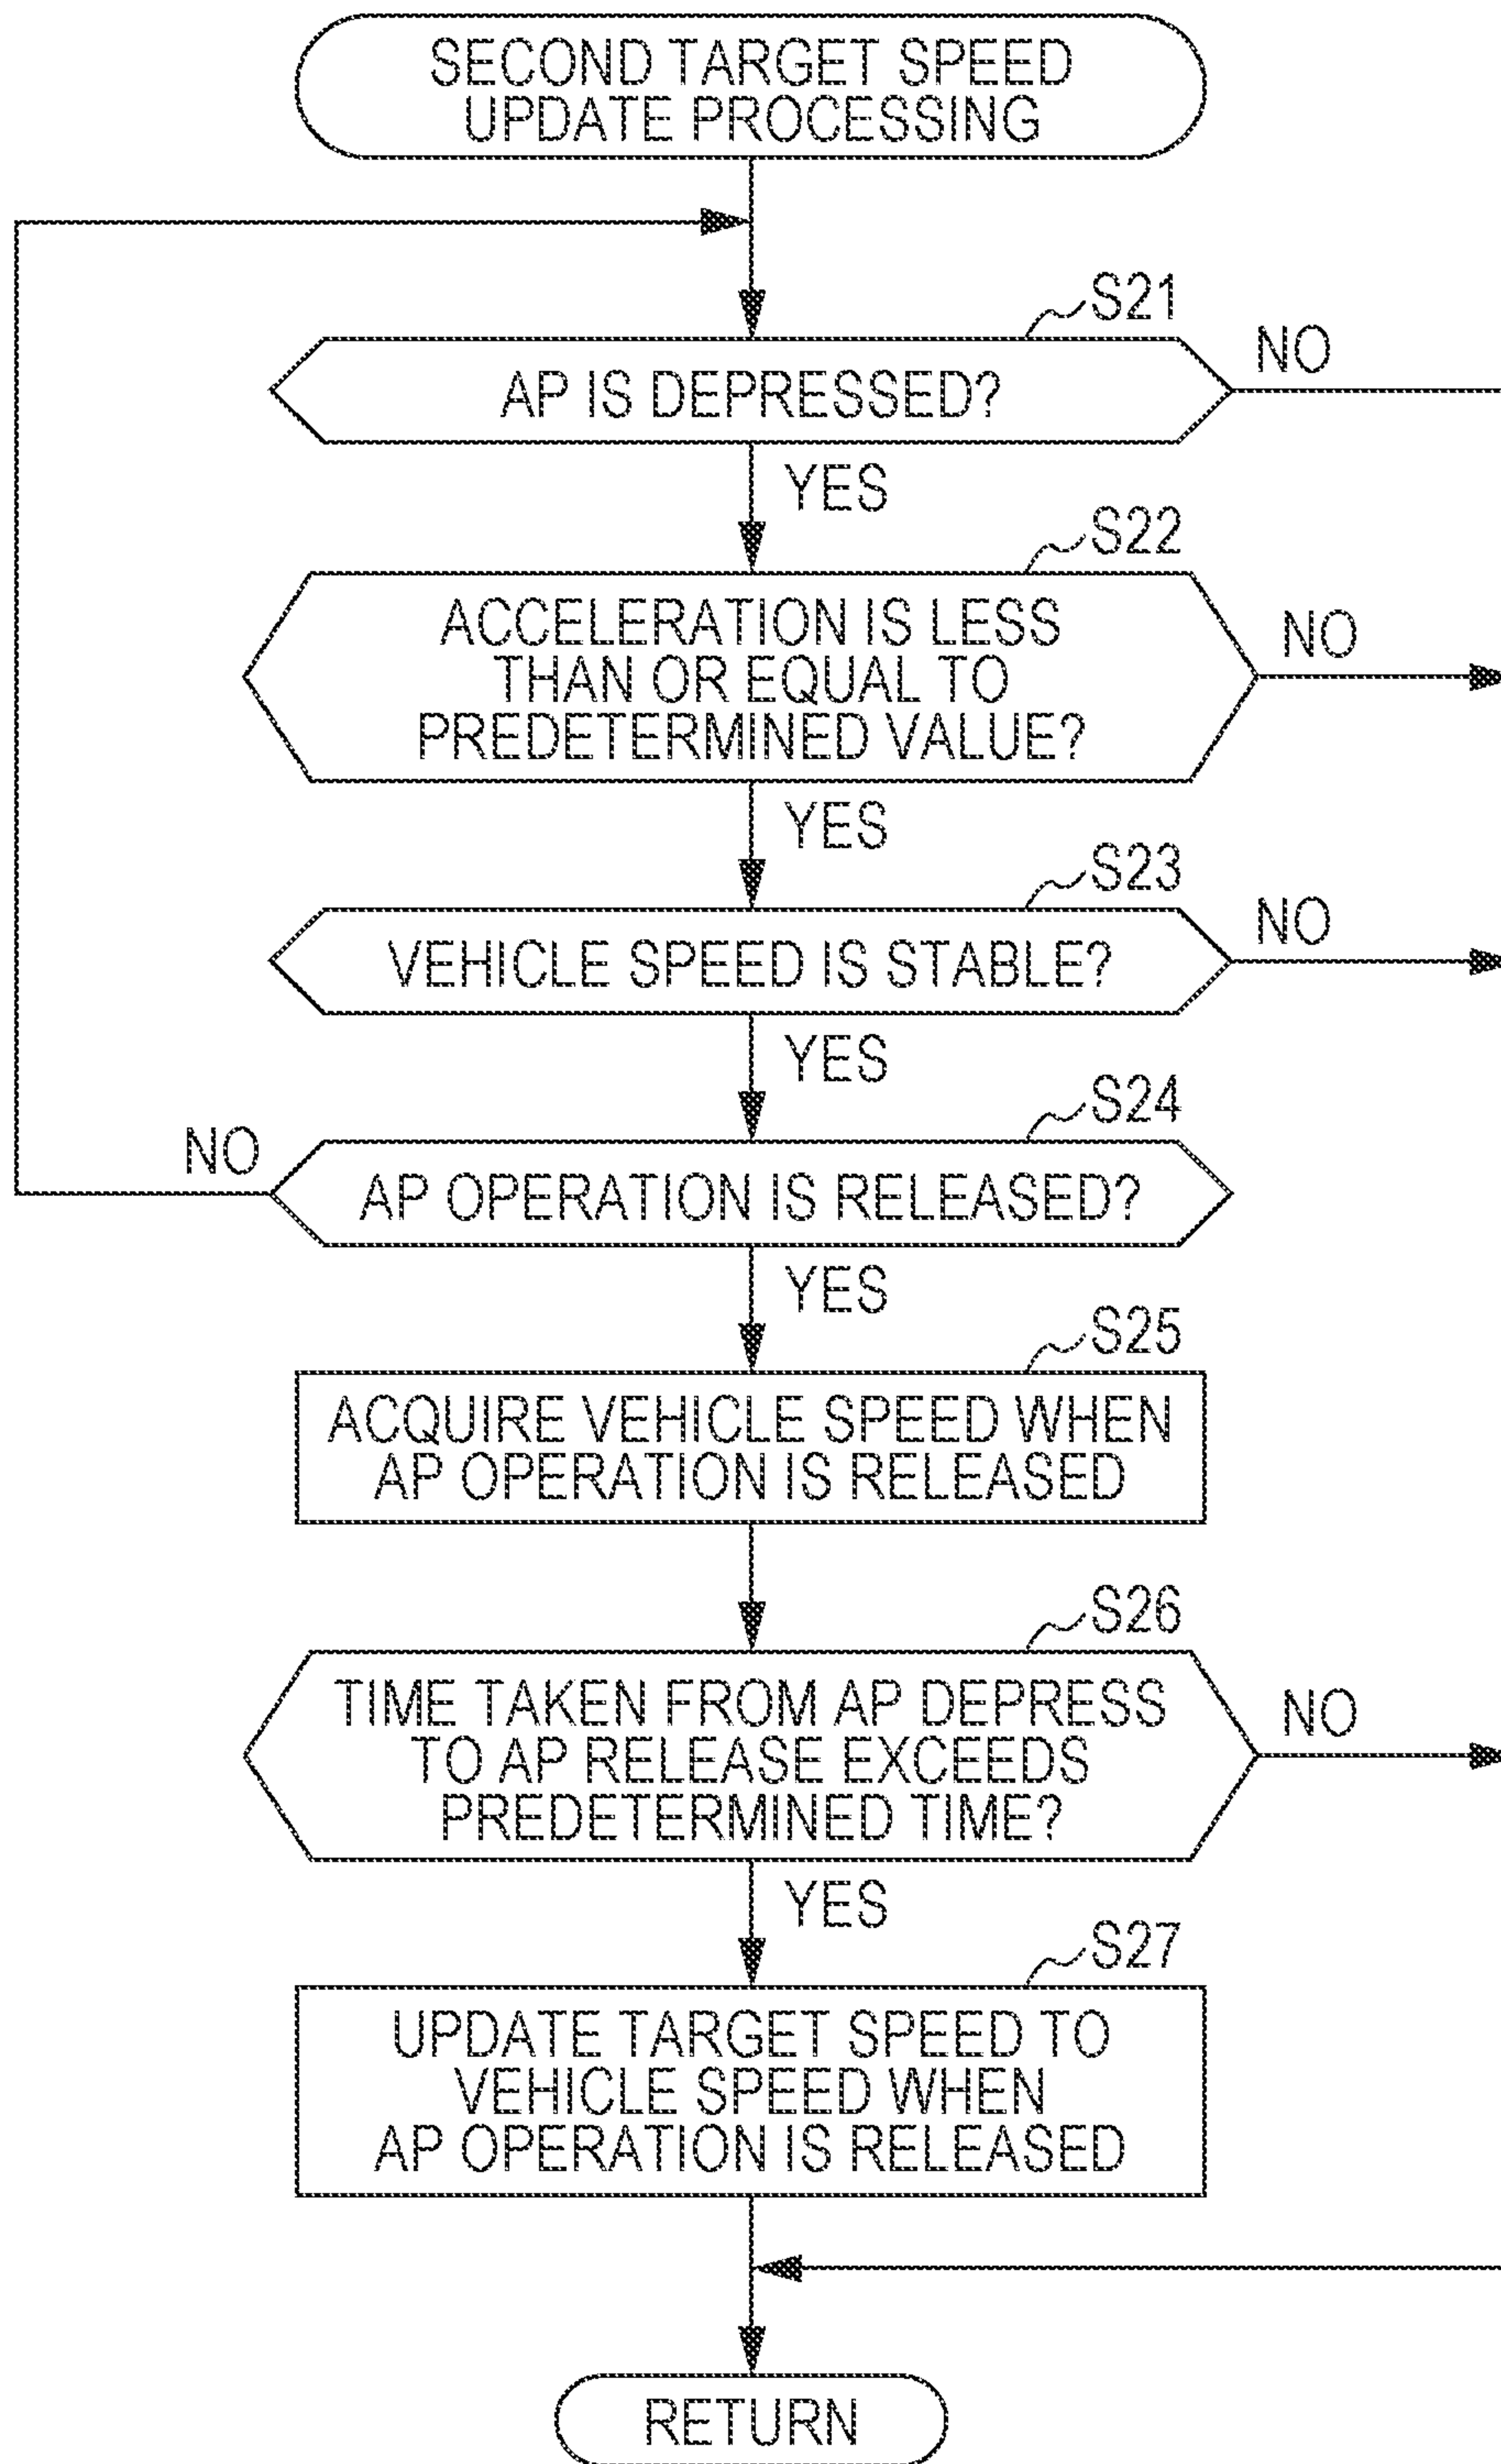 SECOND TARGET SPEED
UPDATE PROCESSING
S21
AP IS DEPRESSED?
NO
YES
S22
ACCELERATION IS LESS
THAN OR EQUAL TO
PREDETERMINED VALUE?
NO
YES
S23
VEHICLE SPEED IS STABLE?
NO
YES
S24
NO
AP OPERATION IS RELEASED?
YES
S25
ACQUIRE VEHICLE SPEED WHEN
AP OPERATION IS RELEASED
S26
TIME TAKEN FROM AP DEPRESS
TO AP RELEASE EXCEEDS
PREDETERMINED TIME?
NO
YES
S27
UPDATE TARGET SPEED TO
VEHICLE SPEED WHEN
AP OPERATION IS RELEASED
RETURN